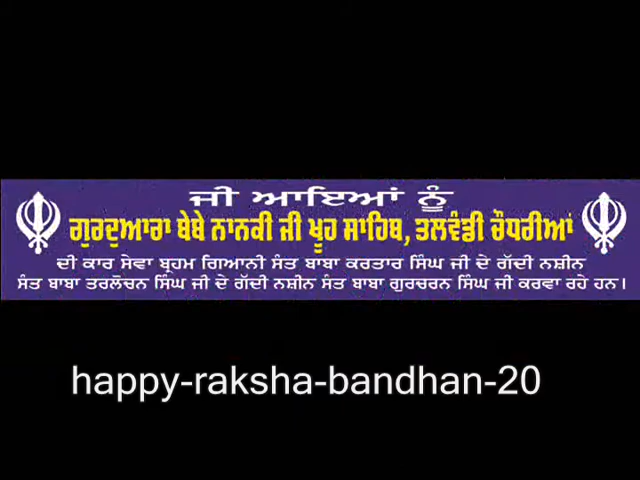 ਜੀ ਆਇਆਂ ਨੂੰ
ਗੁਰਦੁਆਰਾ ਬੇਬੇ ਨਾਨਕੀ ਜੀ ਖੂਹ ਸਾਹਿਬ, ਤਲਵੰਡੀ ਚੌਧਰੀਆਂ
ਦੀ ਕਾਰ ਸੇਵਾ ਬ੍ਰਹਮ ਗਿਆਨੀ ਸੰਤ ਬਾਬਾ ਕਰਤਾਰ ਸਿੰਘ ਜੀ ਦੇ ਗੱਦੀ ਨਸ਼ੀਨ
ਸੰਤ ਬਾਬਾ ਤਰਲੋਚਨ ਸਿੰਘ ਜੀ ਦੇ ਗੱਦੀ ਨਸ਼ੀਨ ਸੰਤ ਬਾਬਾ ਗੁਰਚਰਨ ਸਿੰਘ ਜੀ ਕਰਵਾ ਰਹੇ ਹਨ।
happy-raksha-bandhan-20